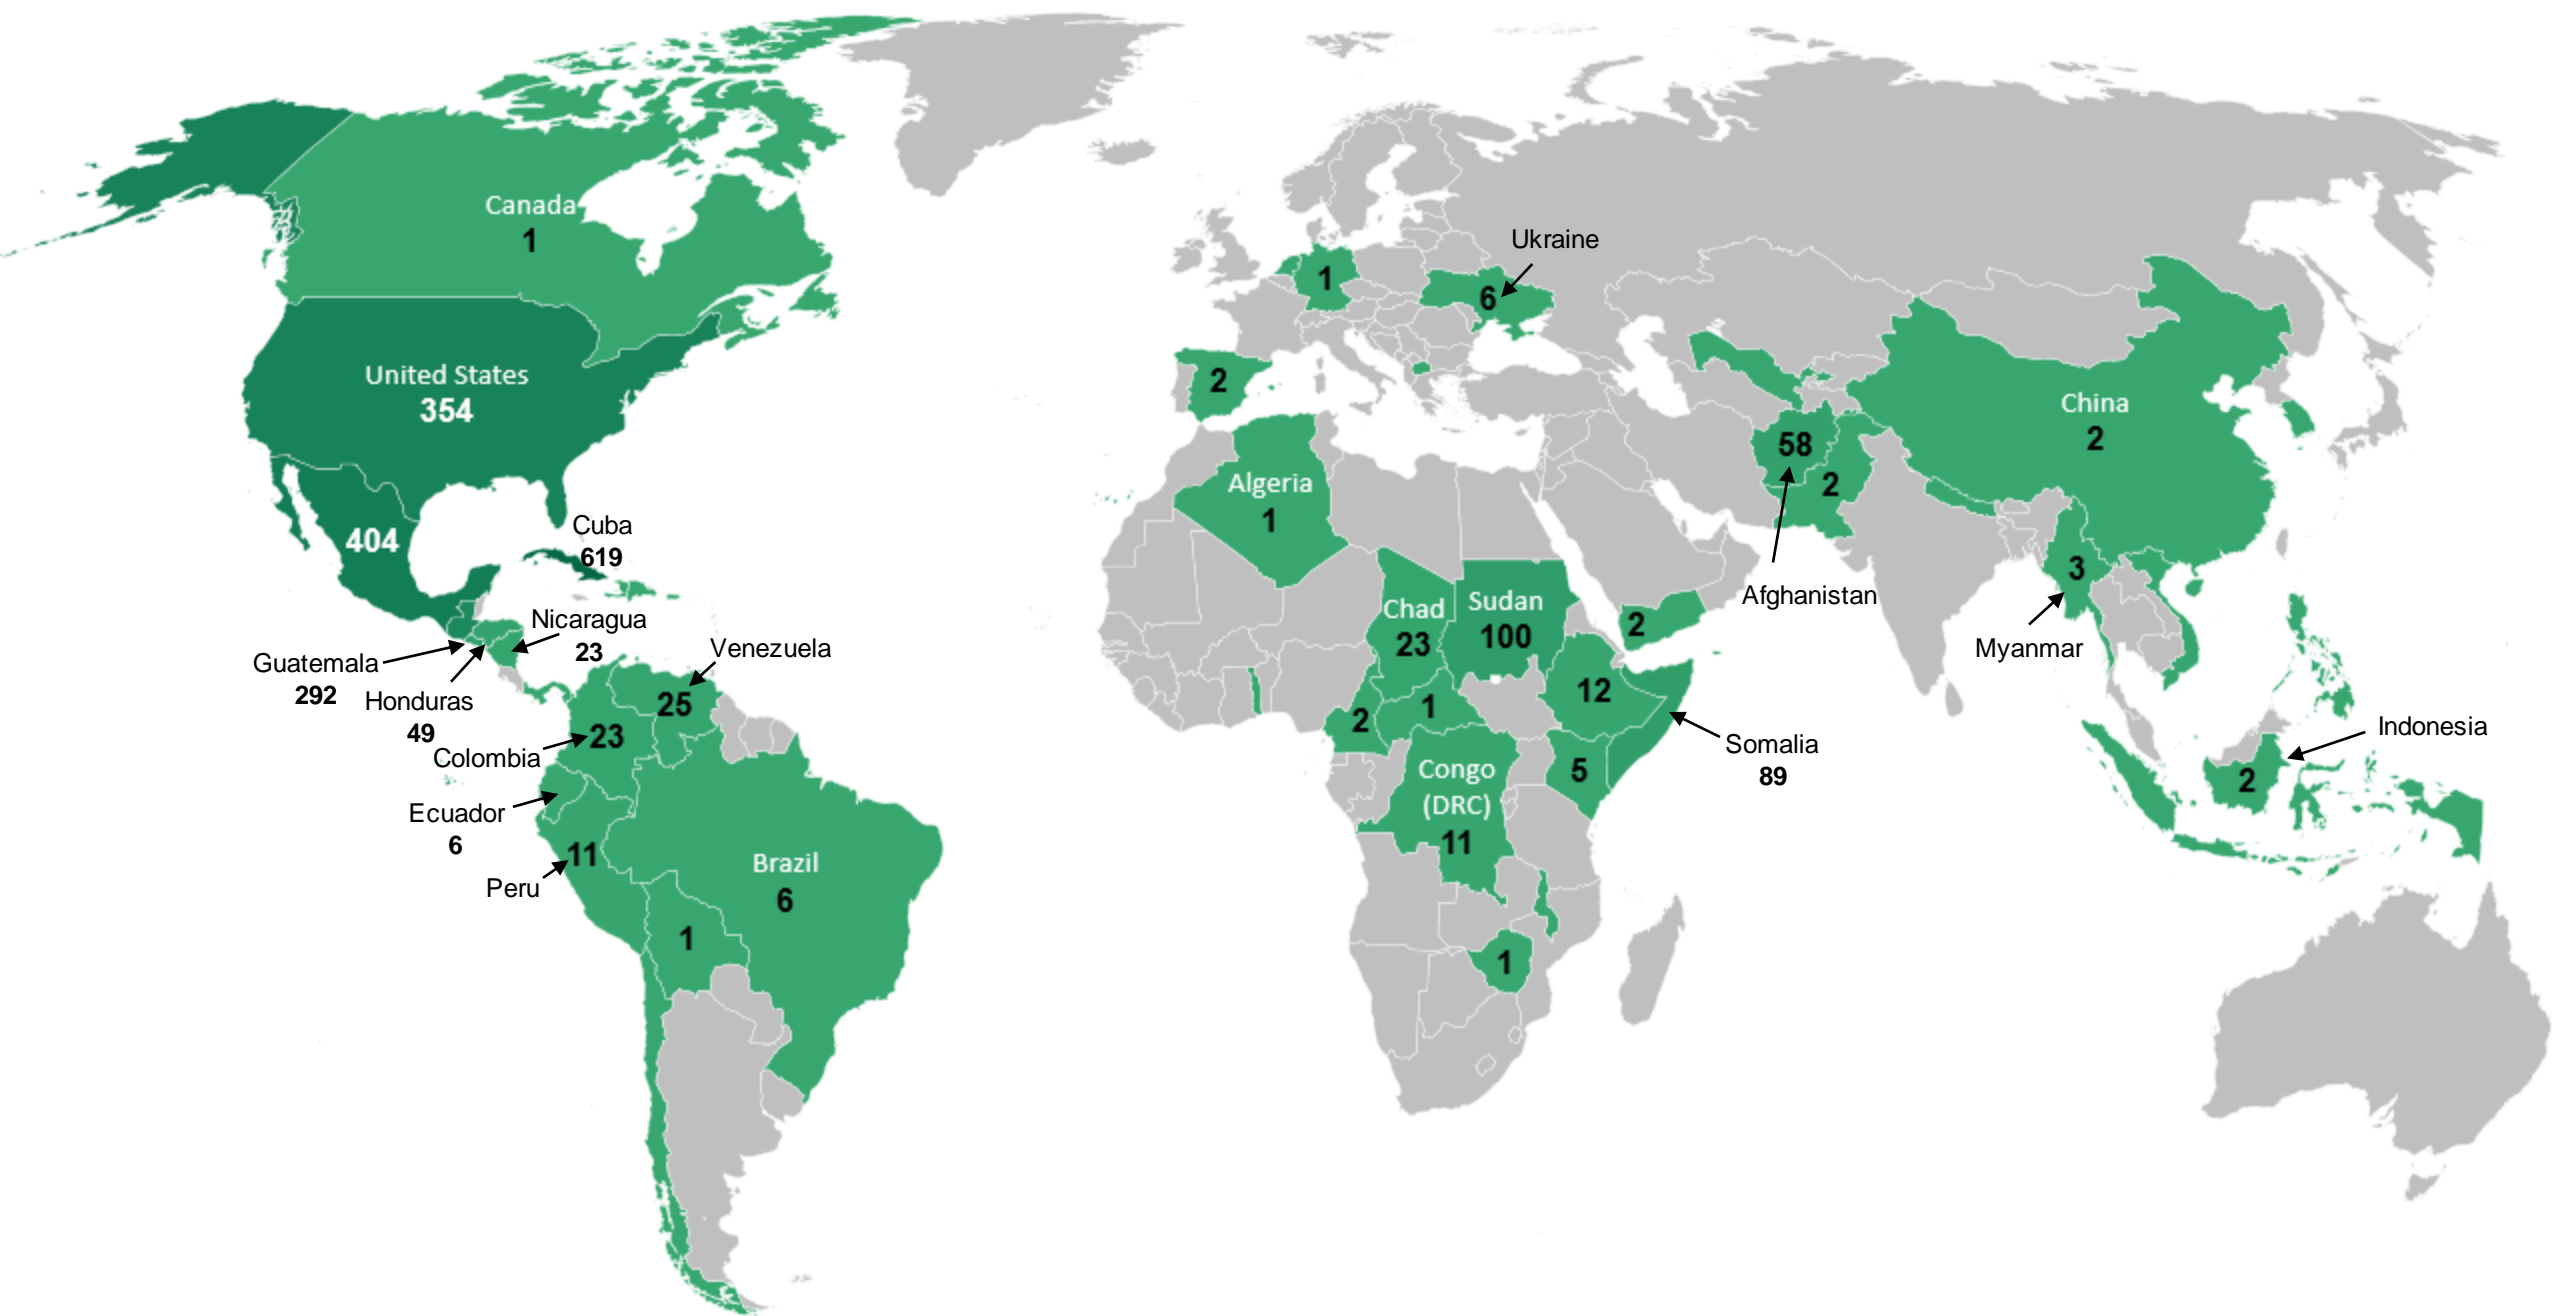 Canada
1
Ukraine
1
6
United States
354
2
China
2
58
Algeria
1
2
404
Cuba
619
3
Afghanistan
Chad
23
Sudan
100
2
Myanmar
Nicaragua
23
Venezuela
Guatemala
292
Honduras
49
25
12
1
2
23
Colombia
Somalia
89
Indonesia
2
5
Congo
(DRC)
11
Ecuador
6
11
Peru
Brazil
6
1
1